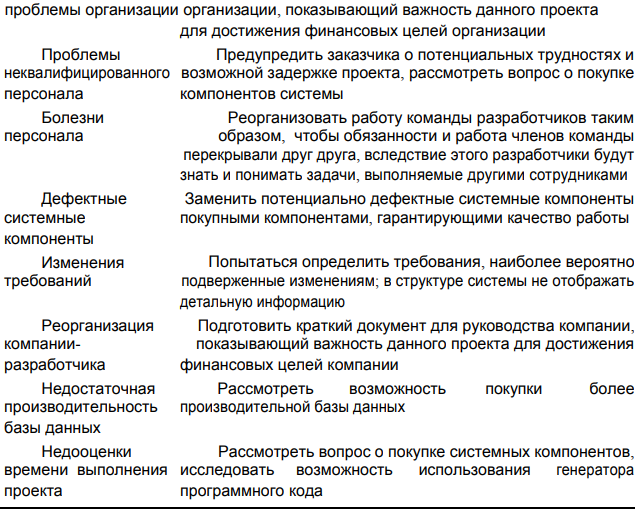 проблемы организации организации, показывающий важность данного проекта
для достижения финансовых целей организации
Проблемы Предупредить заказчика о потенциальных трудностях и
неквалифицированного возможной задержке проекта, рассмотреть вопрос о покупке
персонала компонентов системы
Болезни Реорганизовать работу команды разработчиков таким
персонала образом, чтобы обязанности и работа членов команды
перекрывали друг друга, вследствие этого разработчики будут
знать и понимать задачи, выполняемые другими сотрудниками
Дефектные Заменить потенциально дефектные системные компоненты
системные покупными компонентами, гарантирующими качество работы
компоненты
Изменения Попытаться определить требования, наиболее вероятно
требований подверженные изменениям; в структуре системы не отображать
детальную информацию
Реорганизация Подготовить краткий документ для руководства компании,
компании- показывающий важность данного проекта для достижения
разработчика финансовых целей компании
Недостаточная Рассмотреть возможность покупки более
производительность производительной базы данных
базы данных
Недооценки Рассмотреть вопрос о покупке системных компонентов,
времени выполнения исследовать возможность использования генератора
проекта программного кода